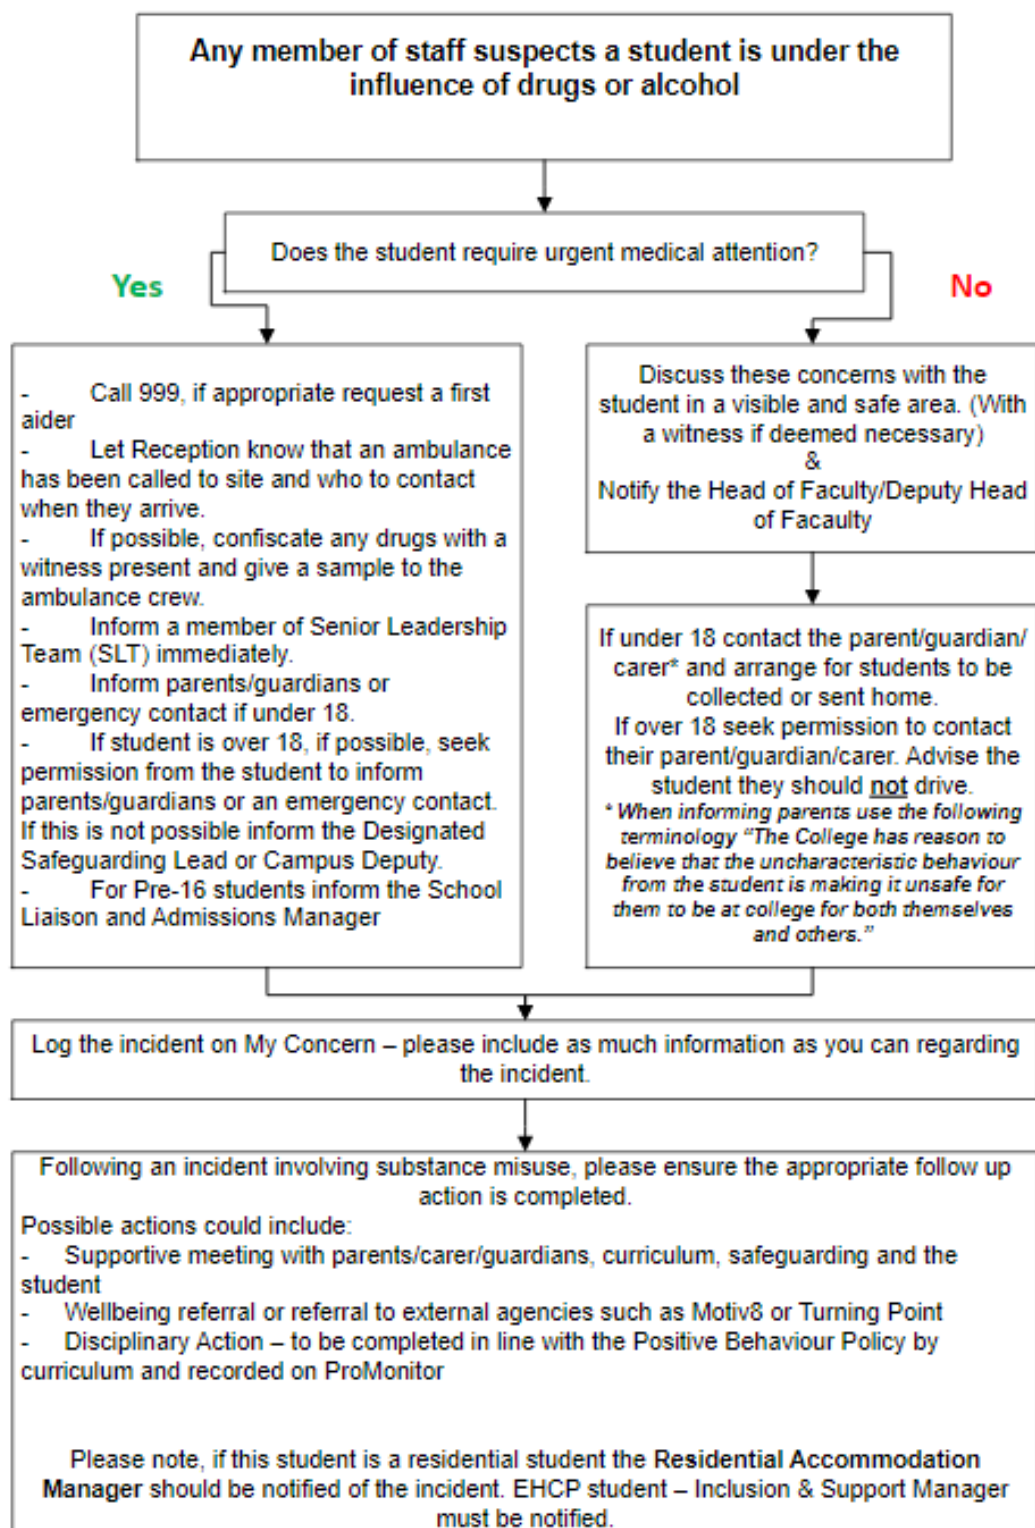 Any member of staff suspects a student is under the
influence of drugs or alcohol
Does the student require urgent medical attention?
Yes
No
- Call 999, if appropriate request a first
aider
- Let Reception know that an ambulance
has been called to site and who to contact
when they arrive.
- If possible, confiscate any drugs with a
witness present and give a sample to the
ambulance crew.
- Inform a member of Senior Leadership
Team (SLT) immediately.
- Inform parents/guardians or
emergency contact if under 18.
- If student is over 18, if possible, seek
permission from the student to inform
parents/guardians or an emergency contact.
If this is not possible inform the Designated
Safeguarding Lead or Campus Deputy.
- For Pre-16 students inform the School
Liaison and Admissions Manager
Discuss these concerns with the
student in a visible and safe area. (With
a witness if deemed necessary)
&
Notify the Head of Faculty/Deputy Head
of Facaulty
If under 18 contact the parent/guardian/
carer* and arrange for students to be
collected or sent home.
If over 18 seek permission to contact
their parent/guardian/carer. Advise the
student they should not drive.
* When informing parents use the following
terminology “The College has reason to
believe that the uncharacteristic behaviour
from the student is making it unsafe for
them to be at college for both themselves
and others.”
Log the incident on My Concern – please include as much information as you can regarding
the incident.
Following an incident involving substance misuse, please ensure the appropriate follow up
action is completed.
Possible actions could include:
- Supportive meeting with parents/carer/guardians, curriculum, safeguarding and the
student
- Wellbeing referral or referral to external agencies such as Motiv8 or Turning Point
- Disciplinary Action – to be completed in line with the Positive Behaviour Policy by
curriculum and recorded on ProMonitor
Please note, if this student is a residential student the Residential Accommodation
Manager should be notified of the incident. EHCP student – Inclusion & Support Manager
must be notified.